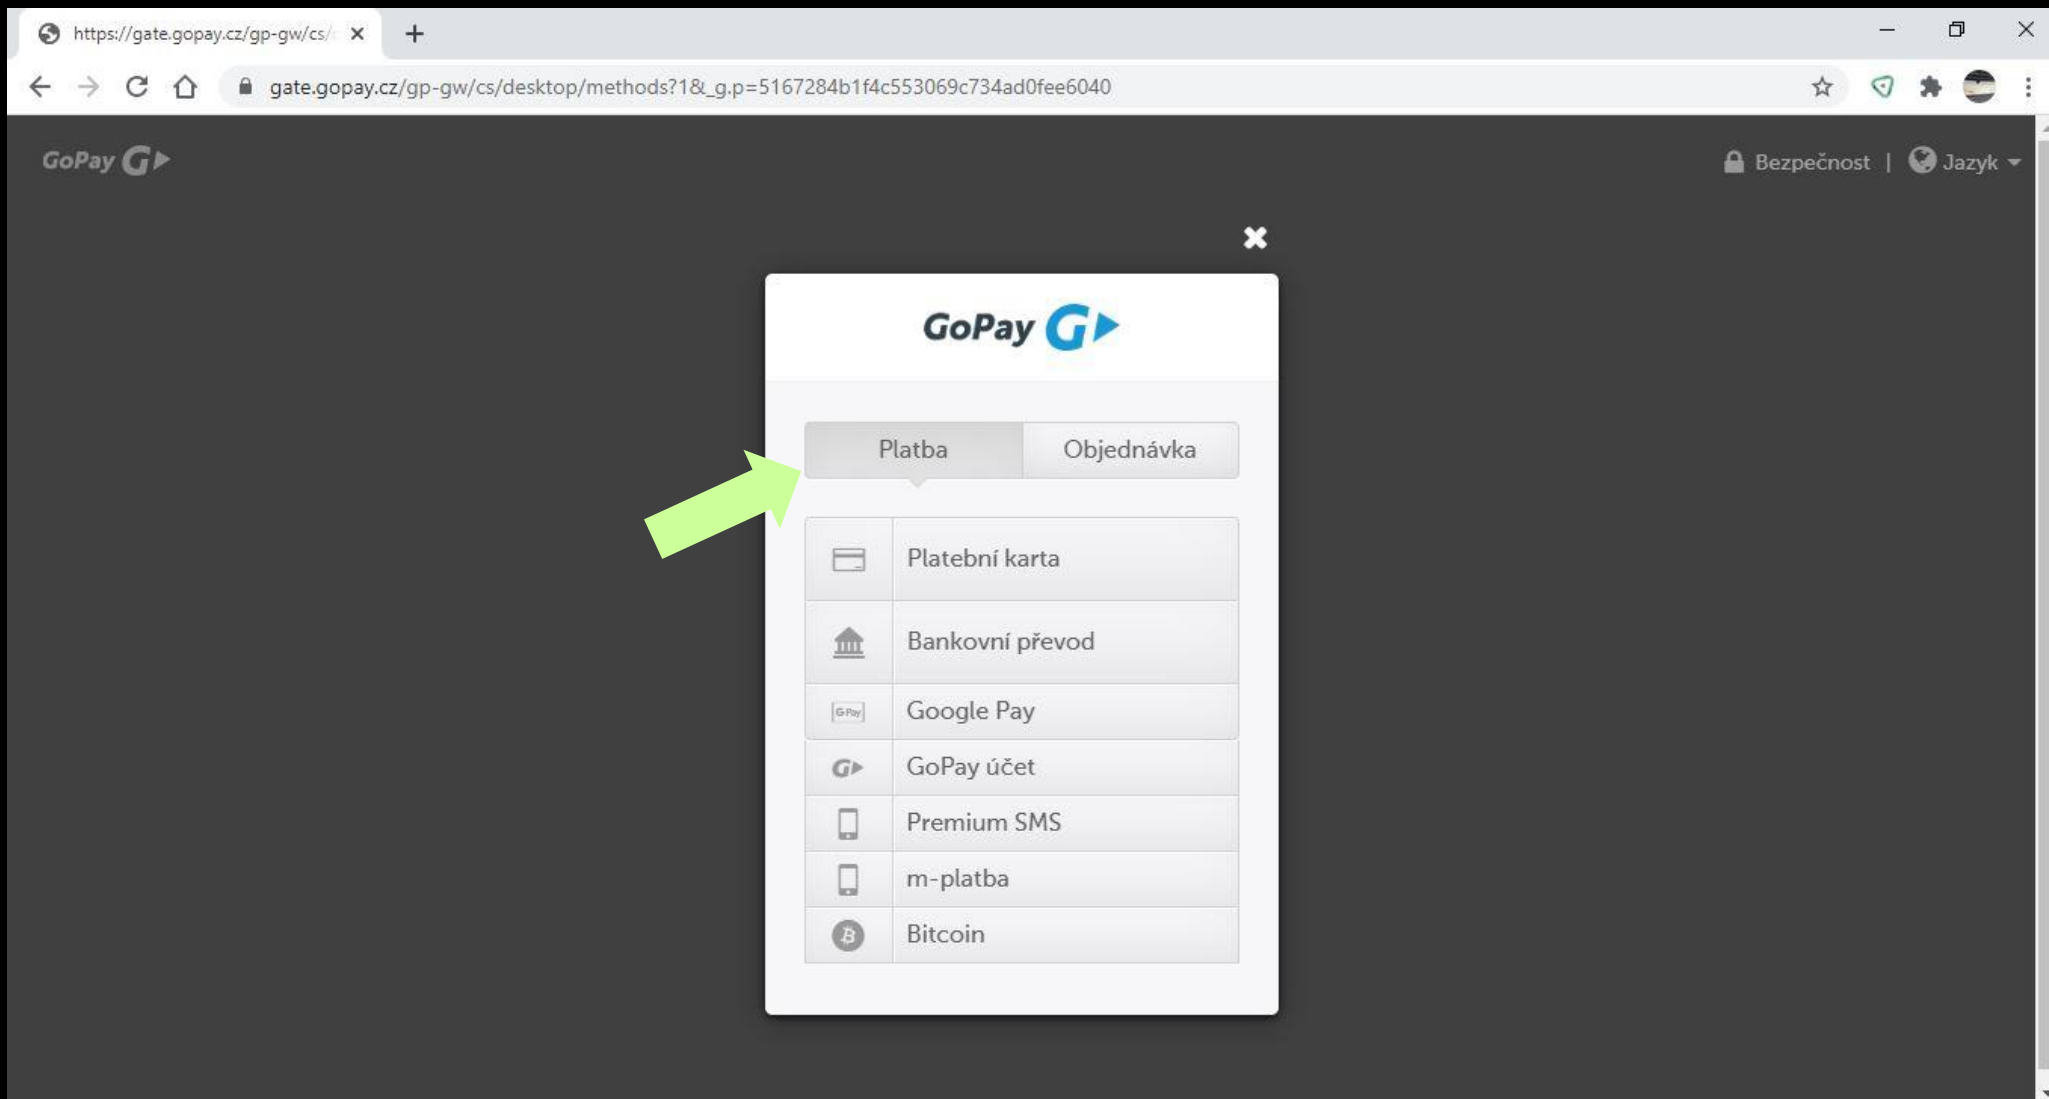 https://gate.gopay.cz/gp-gw/cs/
gate.gopay.cz/gp-gw/cs/desktop/methods?1&_g.p=5167284b1f4c553069c734ad0fee6040
GoPay G
Bezpečnost | Jazyk
GoPay G
Platba Objednávka
Platební karta
Bankovní převod
G Pay Google Pay
G GoPay účet
Premium SMS
m-platba
Bitcoin